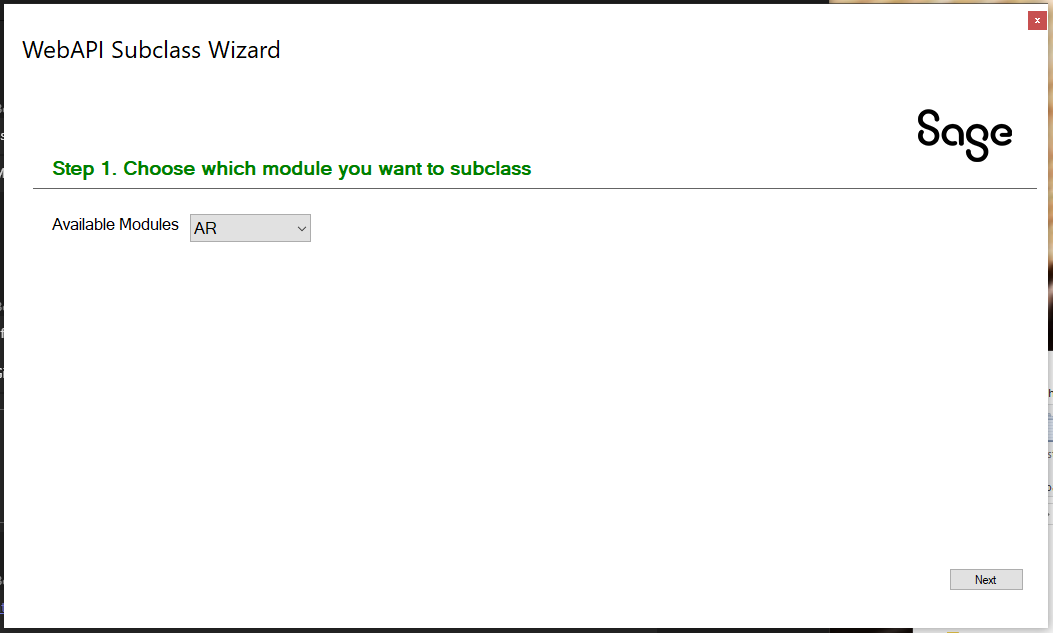 x
WebAPI Subclass Wizard
Sage
Step 1. Choose which module you want to subclass
Available Modules AR
Next